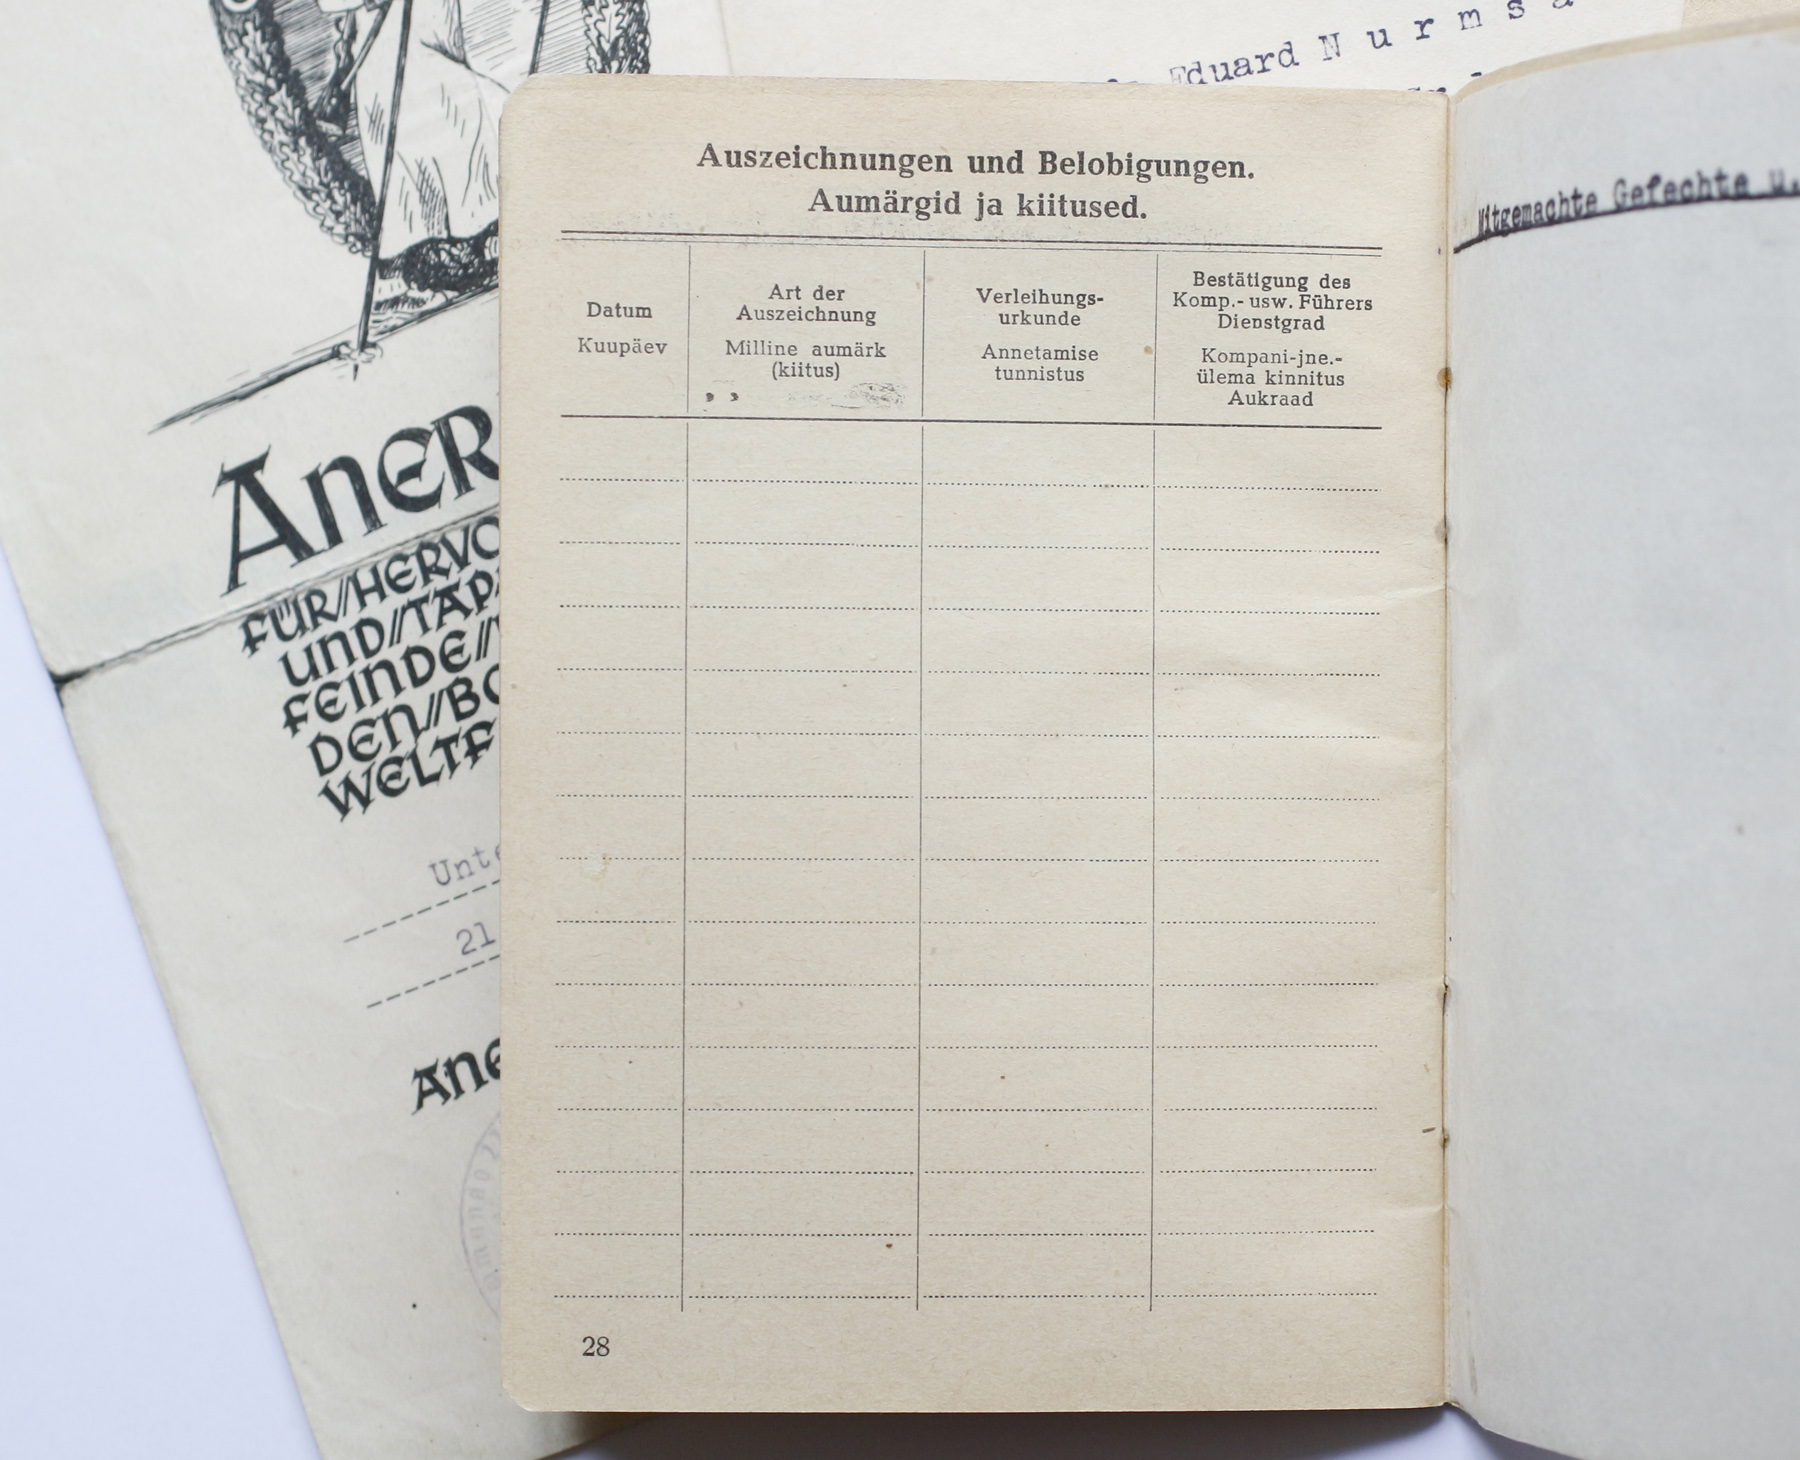 Eduard N u r m s
Auszeichnungen und Belobigungen.
Aumärgid ja kiitused.
Datum
Kuupäev
Art der
Auszeichnung
Milline aumärk
(kiitus)
Verleihungs-
urkunde
Annetamise
tunnistus
Bestätigung des
Komp.- usw. Führers
Dienstgrad
Kompani-jne.-
ülema kinnitus
Aukraad
28
Mitgemachte Gefechte u.
ANER
FÜR//HERVO
UND//TAP
FEINDE//
DEN//BO
WELTF
Unte
21
ANE